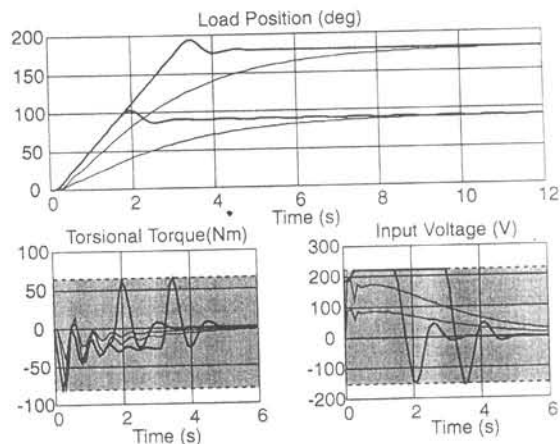 Load Position (deg)
200
150
100
50
0
0 2 4 6 8 10 12
Time (s)
Torsional Torque(Nm)
100
50
0
-50
-100
0 2 4 6
Time (s)
Input Voltage (V)
300
200
100
0
-100
-200
0 2 4 6
Time (s)